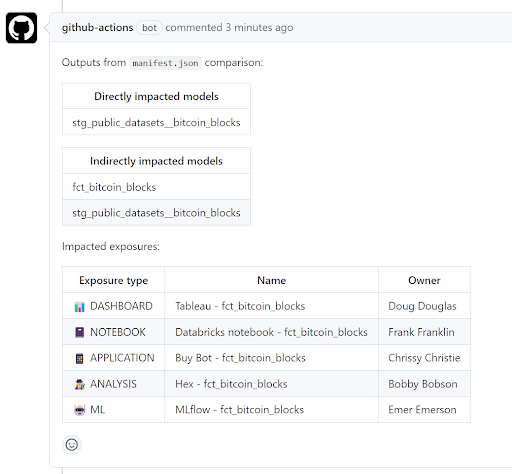 github-actions bot commented 3 minutes ago
Outputs from manifest.json comparison:
Directly impacted models
stg_public_datasets__bitcoin_blocks
Indirectly impacted models
fct_bitcoin_blocks
stg_public_datasets__bitcoin_blocks
Impacted exposures:
Exposure type Name Owner
DASHBOARD Tableau - fct_bitcoin_blocks Doug Douglas
NOTEBOOK Databricks notebook - fct_bitcoin_blocks Frank Franklin
APPLICATION Buy Bot - fct_bitcoin_blocks Chrissy Christie
ANALYSIS Hex - fct_bitcoin_blocks Bobby Bobson
ML MLflow - fct_bitcoin_blocks Emer Emerson